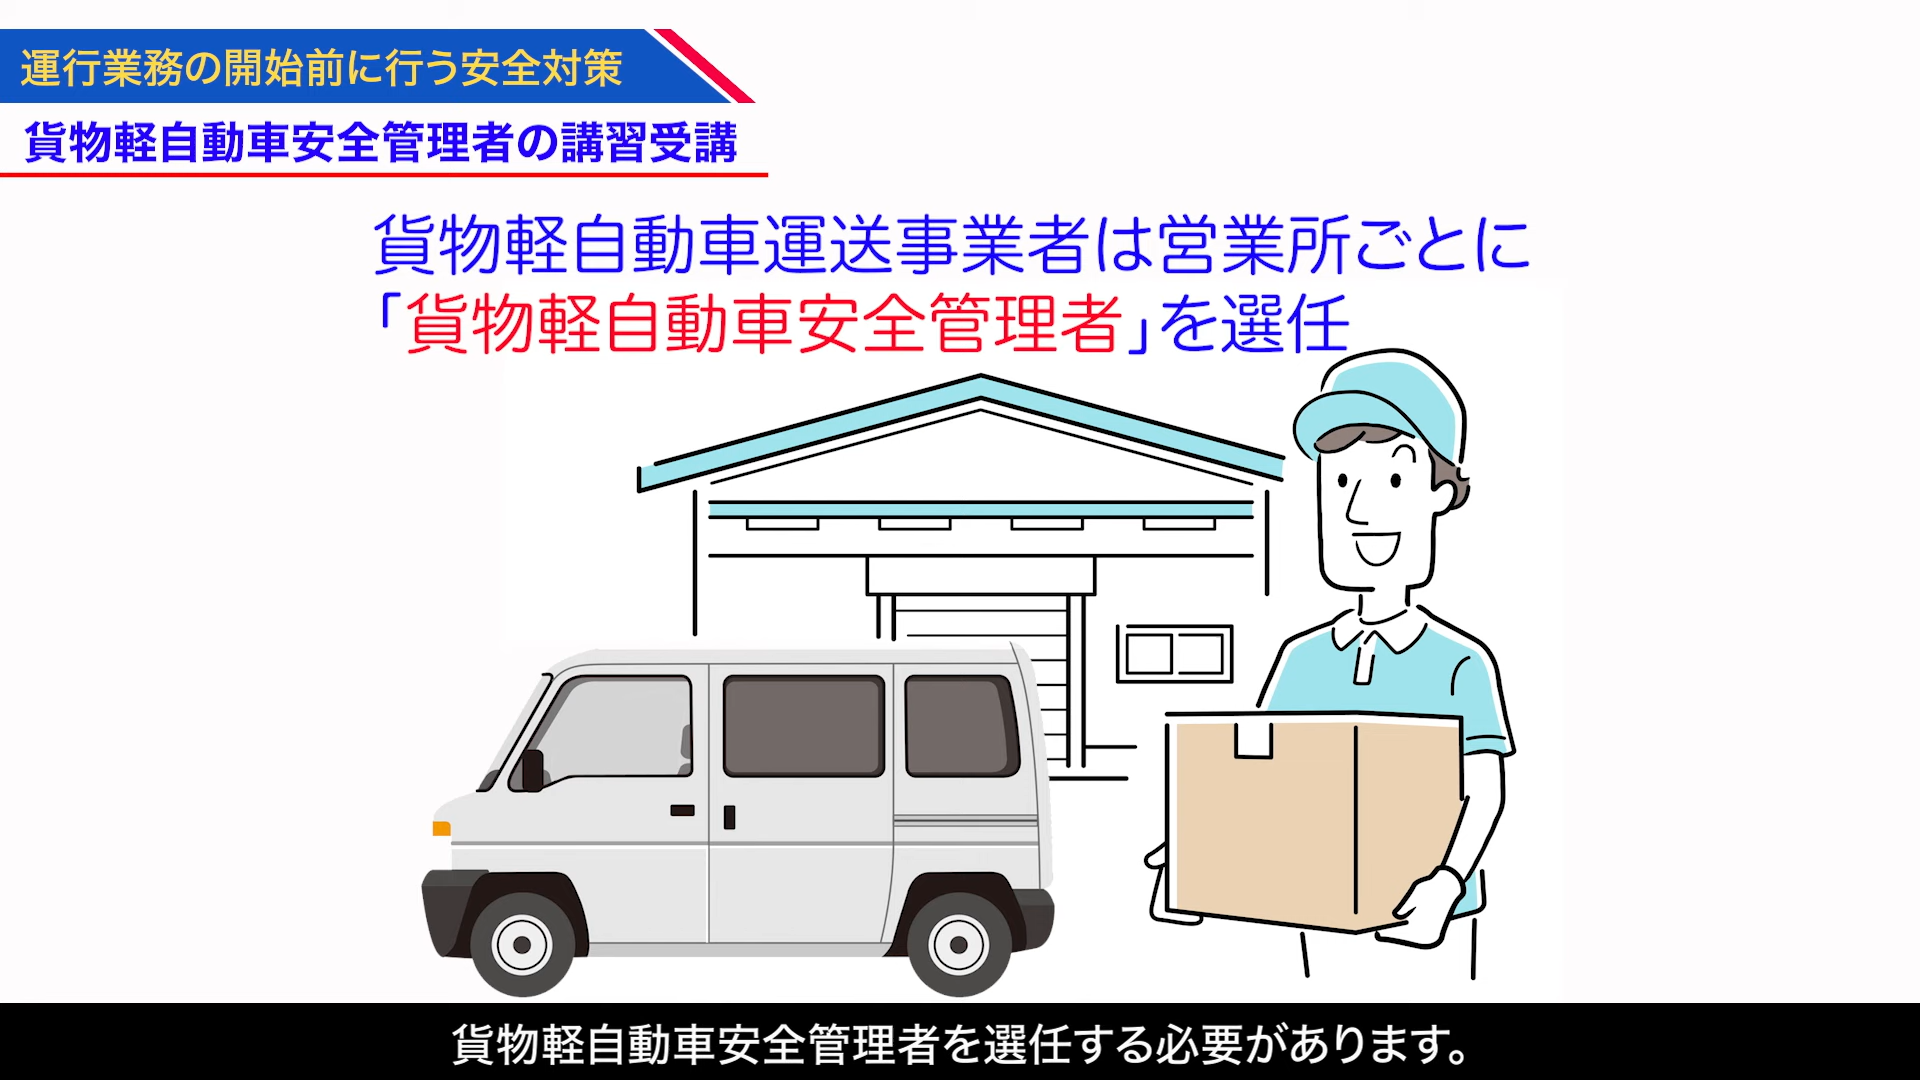 運行業務の開始前に行う安全対策
貨物軽自動車安全管理者の講習受講
貨物軽自動車運送事業者は営業所ごとに
「貨物軽自動車安全管理者」を選任
貨物軽自動車安全管理者を選任する必要があります。